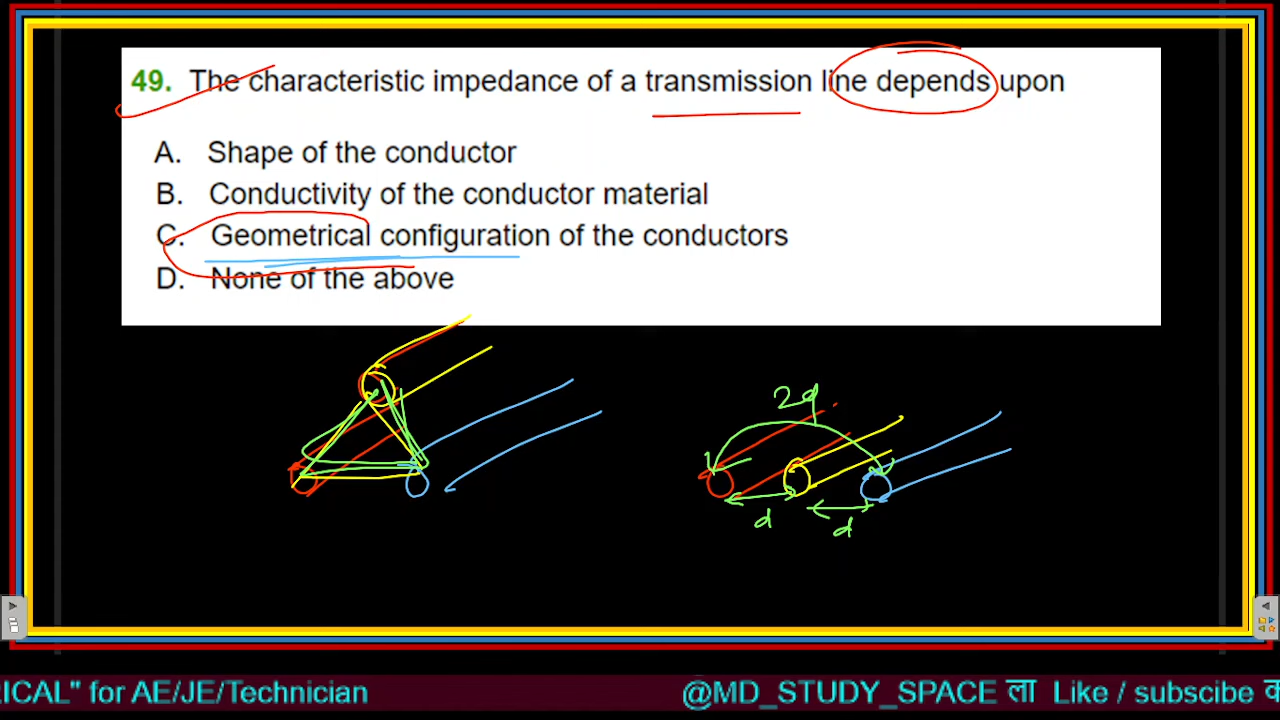 49. The characteristic impedance of a transmission line depends upon
A. Shape of the conductor
B. Conductivity of the conductor material
C. Geometrical configuration of the conductors
D. None of the above
2d
d
d
RICAL" for AE/JE/Technician @MD_STUDY_SPACE ला Like / subscibe